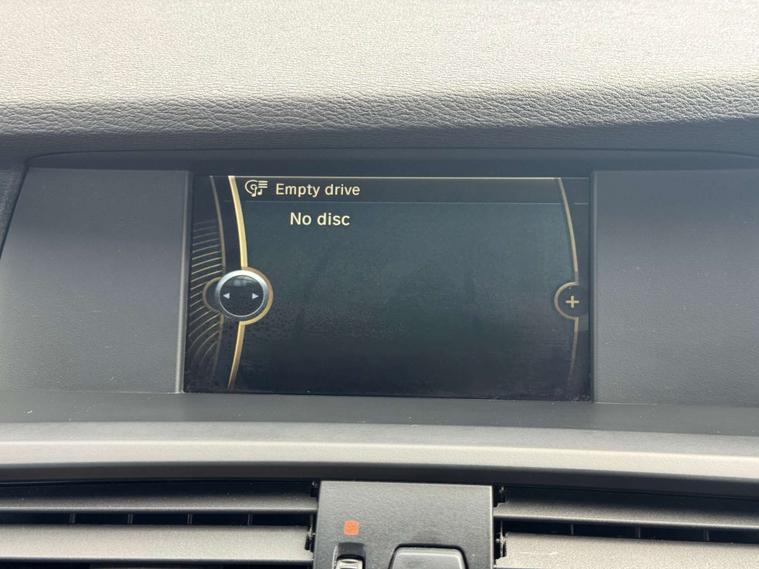 Empty drive
No disc